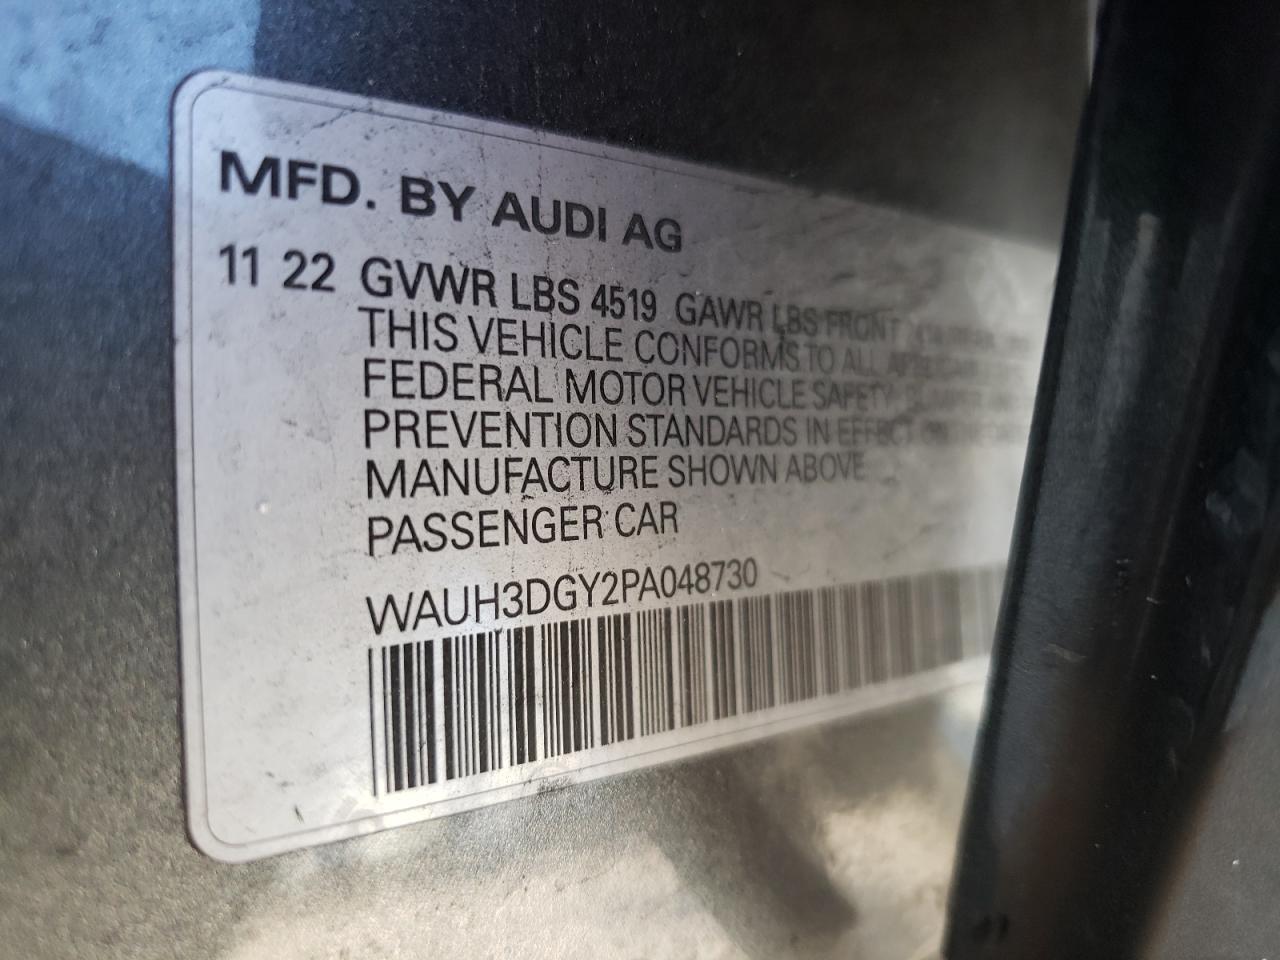 MFD. BY AUDI AG
11 22 GVWR LBS 4519 GAWR LBS FRONT
THIS VEHICLE CONFORMS TO ALL
FEDERAL MOTOR VEHICLE SAFETY
PREVENTION STANDARDS IN EFFECT ON
MANUFACTURE SHOWN ABOVE
PASSENGER CAR
WAUH3DGY2PA048730